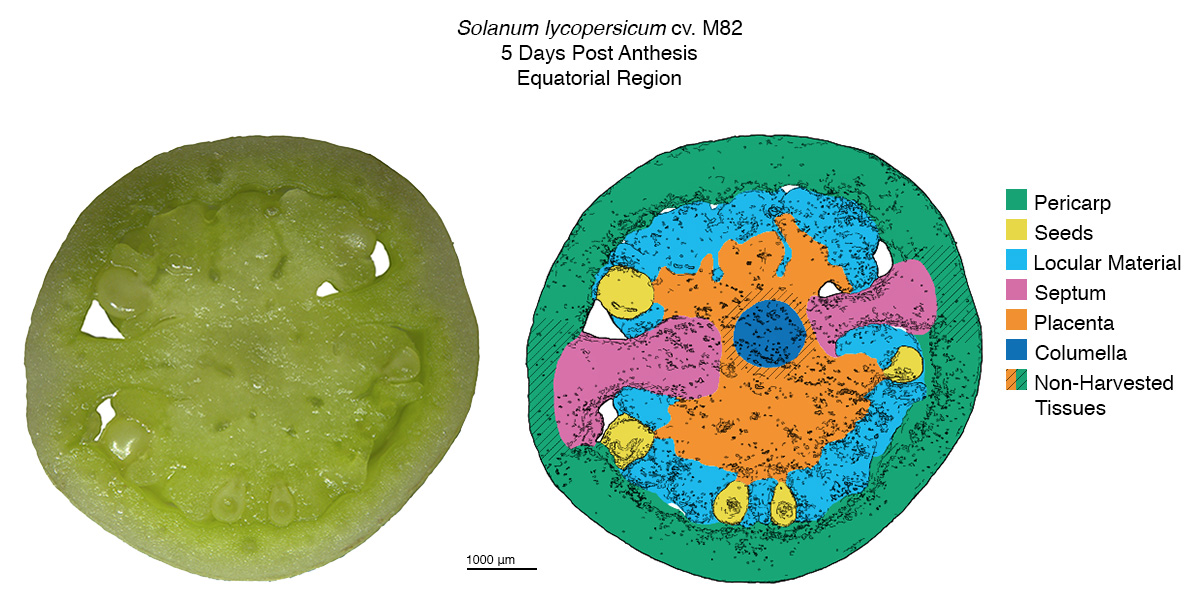 Solanum lycopersicum cv. M82
5 Days Post Anthesis
Equatorial Region
Pericarp
Seeds
Locular Material
Septum
Placenta
Columella
Non-Harvested
Tissues
1000 µm